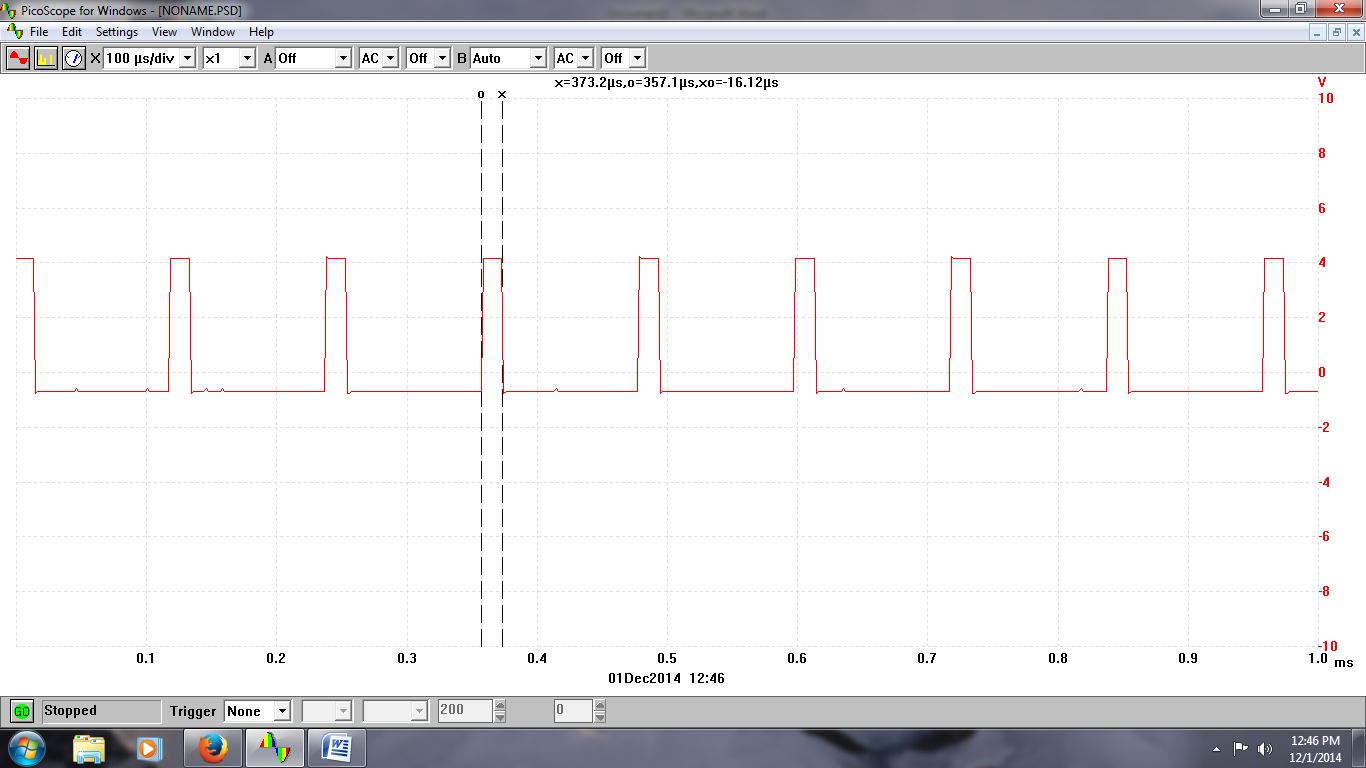 PicoScope for Windows - [NONAME.PSD]
File Edit Settings View Window Help
X 100 µs/div x1 A Off AC Off B Auto AC Off
x=373.2µs,o=357.1µs,xo=-16.12µs
o x
V
10
8
6
4
2
0
-2
-4
-6
-8
-10
0.1 0.2 0.3 0.4 0.5 0.6 0.7 0.8 0.9 1.0 ms
01Dec2014 12:46
GO Stopped Trigger None 200 0
12:46 PM
12/1/2014